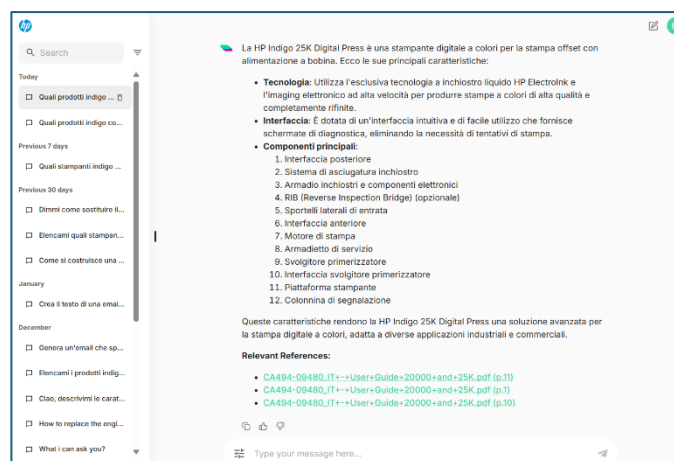 hp
Search
Today
Quali prodotti indigo ...
Quali prodotti indigo co...
Previous 7 days
Quali stampanti indigo ...
Previous 30 days
Dimmi come sostituire il...
Elencami quali stampan...
Come si costruisce una ...
January
Crea il testo di una emai...
December
Genera un'email che sp...
Elencami i prodotti indig...
Ciao, descrivimi le carat...
How to replace the engi...
What i can ask you?
La HP Indigo 25K Digital Press è una stampante digitale a colori per la stampa offset con
alimentazione a bobina. Ecco le sue principali caratteristiche:
• Tecnologia: Utilizza l'esclusiva tecnologia a inchiostro liquido HP ElectroInk e
l'imaging elettronico ad alta velocità per produrre stampe a colori di alta qualità e
completamente rifinite.
• Interfaccia: È dotata di un'interfaccia intuitiva e di facile utilizzo che fornisce
schermate di diagnostica, eliminando la necessità di tentativi di stampa.
• Componenti principali:
1. Interfaccia posteriore
2. Sistema di asciugatura inchiostro
3. Armadio inchiostri e componenti elettronici
4. RIB (Reverse Inspection Bridge) (opzionale)
5. Sportelli laterali di entrata
6. Interfaccia anteriore
7. Motore di stampa
8. Armadietto di servizio
9. Svolgitore primerizzatore
10. Interfaccia svolgitore primerizzatore
11. Piattaforma stampante
12. Colonnina di segnalazione
Queste caratteristiche rendono la HP Indigo 25K Digital Press una soluzione avanzata per
la stampa digitale a colori, adatta a diverse applicazioni industriali e commerciali.
Relevant References:
• CA494-09480_IT+-+User+Guide+20000+and+25K.pdf (p.11)
• CA494-09480_IT+-+User+Guide+20000+and+25K.pdf (p.1)
• CA494-09480_IT+-+User+Guide+20000+and+25K.pdf (p.10)
Type your message here...